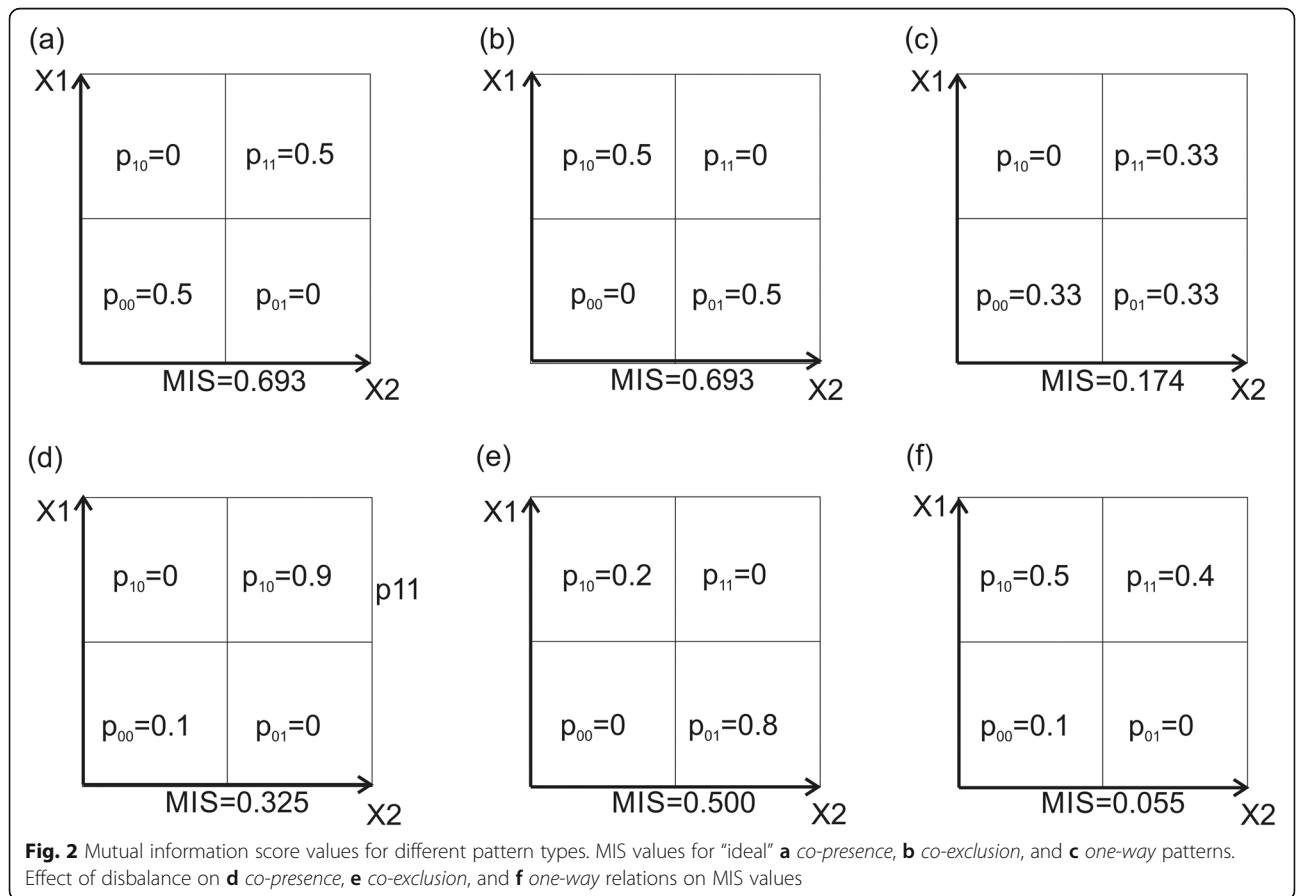 (a)
X1
p₁₀=0
p₁₁=0.5
p₀₀=0.5
p₀₁=0
MIS=0.693
X2
(b)
X1
p₁₀=0.5
p₁₁=0
p₀₀=0
p₀₁=0.5
MIS=0.693
X2
(c)
X1
p₁₀=0
p₁₁=0.33
p₀₀=0.33
p₀₁=0.33
MIS=0.174
X2
(d)
X1
p₁₀=0
p₁₀=0.9
p11
p₀₀=0.1
p₀₁=0
MIS=0.325
X2
(e)
X1
p₁₀=0.2
p₁₁=0
p₀₀=0
p₀₁=0.8
MIS=0.500
X2
(f)
X1
p₁₀=0.5
p₁₁=0.4
p₀₀=0.1
p₀₁=0
MIS=0.055
X2
Fig. 2 Mutual information score values for different pattern types. MIS values for “ideal” a co-presence, b co-exclusion, and c one-way patterns.
Effect of disbalance on d co-presence, e co-exclusion, and f one-way relations on MIS values